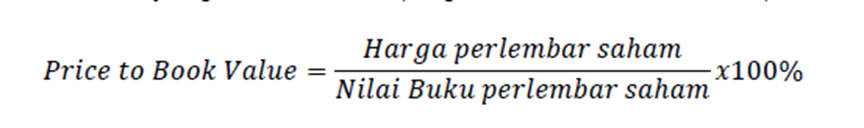 Price to Book Value = Harga perlembar saham / Nilai Buku perlembar saham x100%